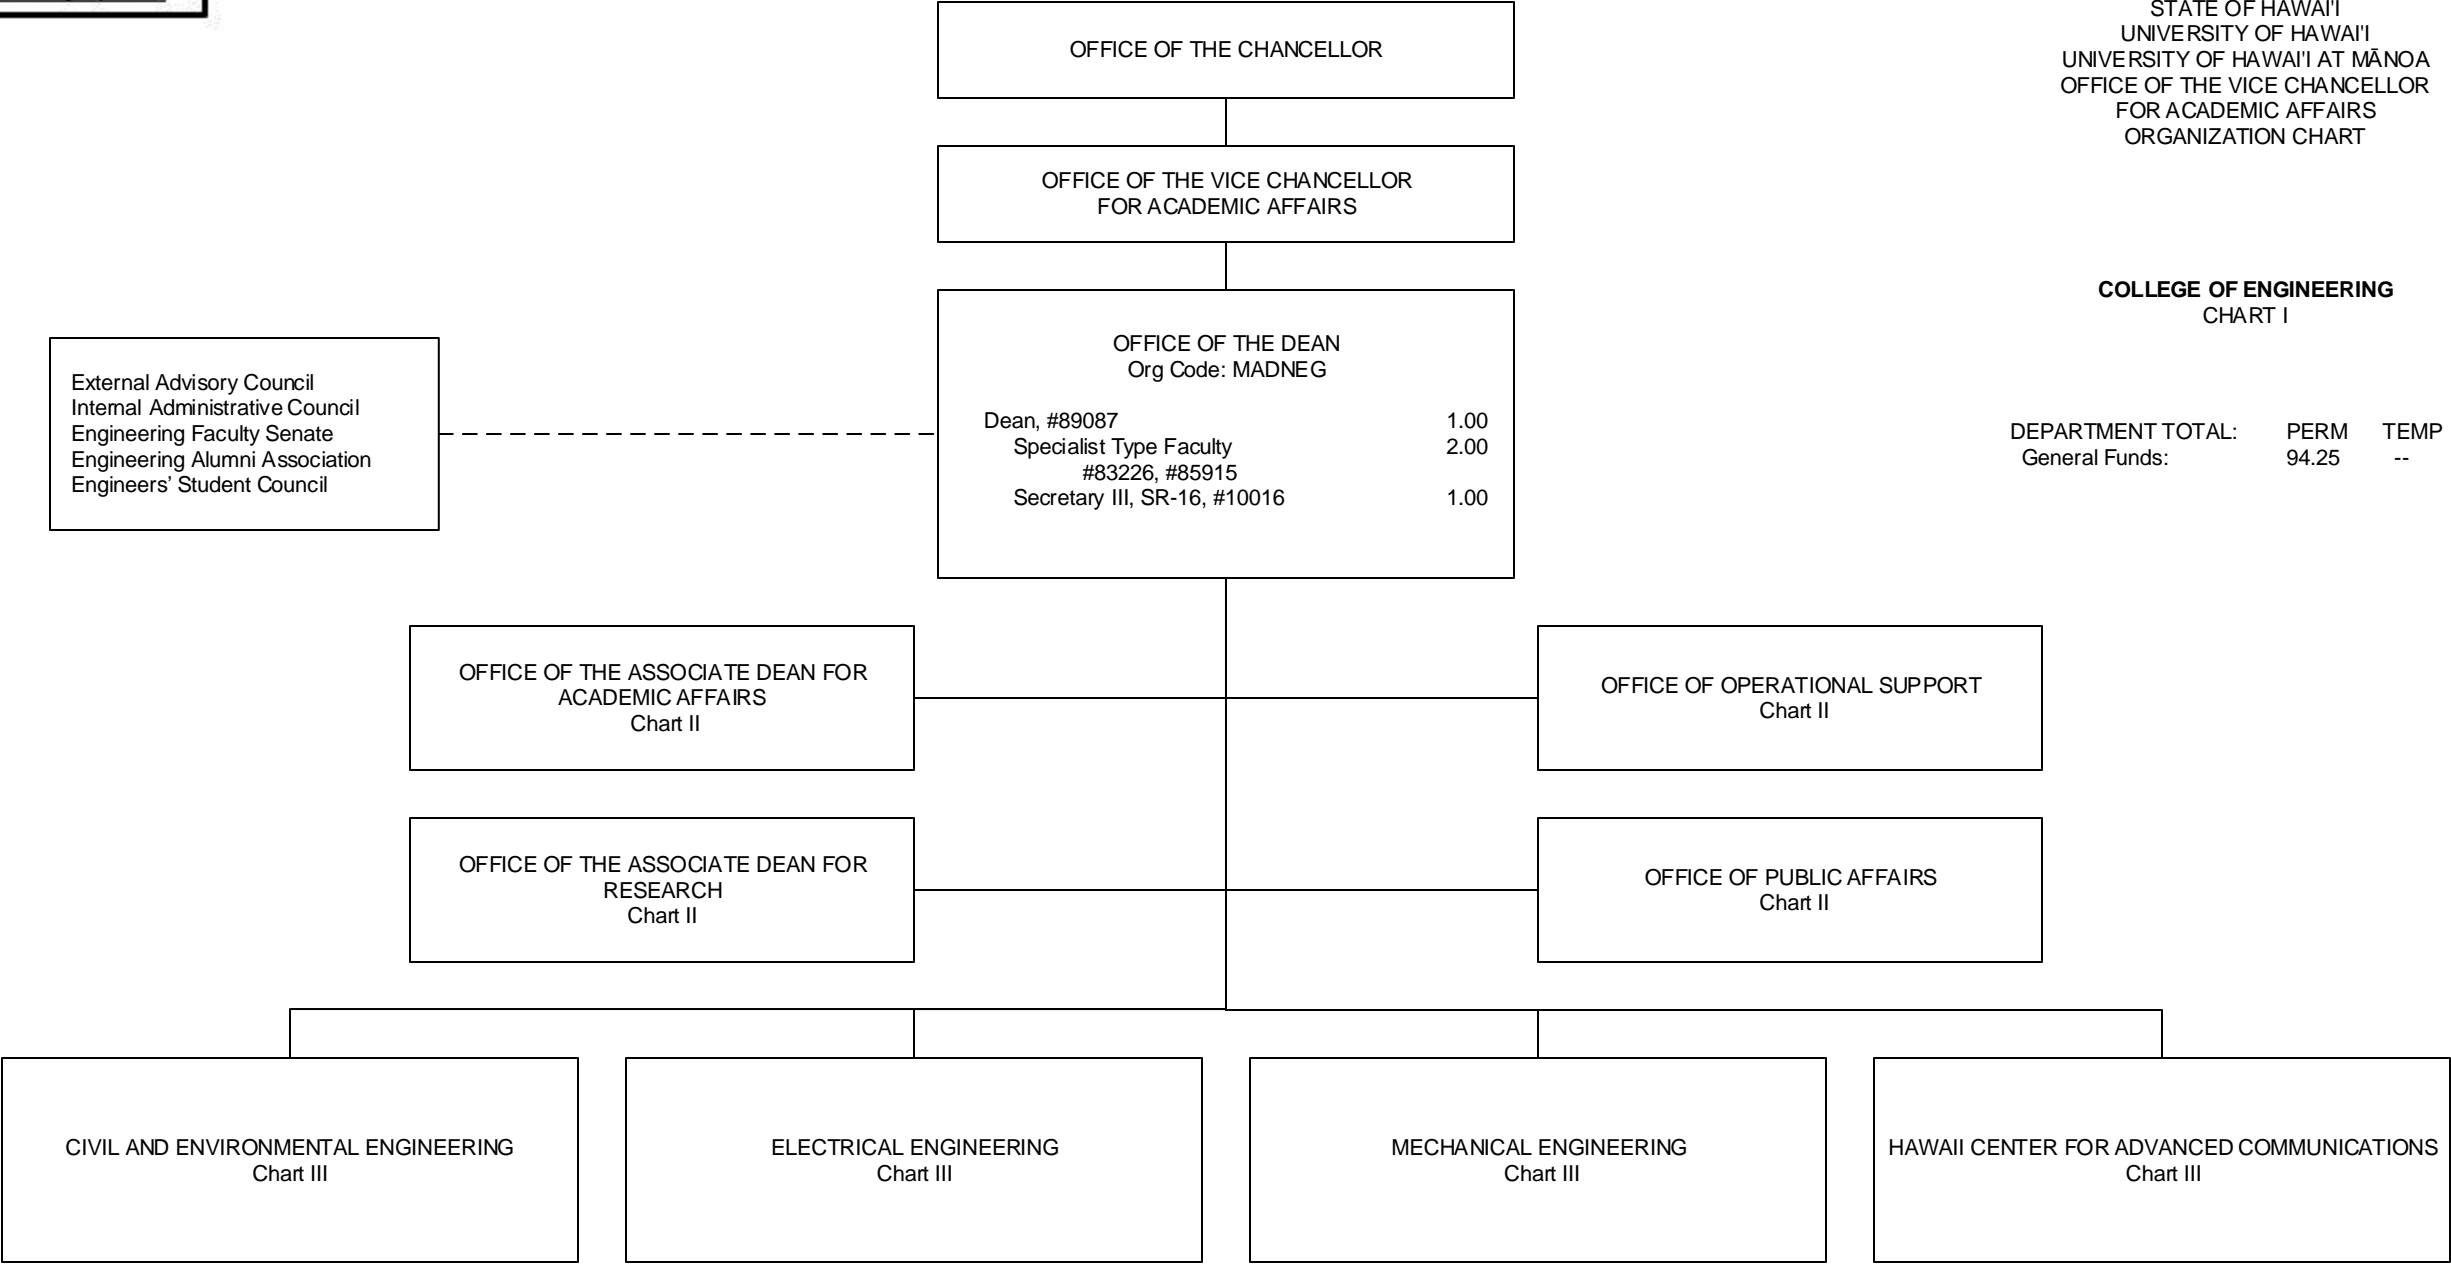 OFFICE OF THE CHANCELLOR
STATE OF HAWAI'I
UNIVERSITY OF HAWAI'I
UNIVERSITY OF HAWAI'I AT MĀNOA
OFFICE OF THE VICE CHANCELLOR
FOR ACADEMIC AFFAIRS
ORGANIZATION CHART
OFFICE OF THE VICE CHANCELLOR
FOR ACADEMIC AFFAIRS
COLLEGE OF ENGINEERING
CHART I
OFFICE OF THE DEAN
Org Code: MADNEG
Dean, #89087 1.00
Specialist Type Faculty 2.00
#83226, #85915
Secretary III, SR-16, #10016 1.00
External Advisory Council
Internal Administrative Council
Engineering Faculty Senate
Engineering Alumni Association
Engineers’ Student Council
DEPARTMENT TOTAL: PERM TEMP
General Funds: 94.25 --
OFFICE OF THE ASSOCIATE DEAN FOR
ACADEMIC AFFAIRS
Chart II
OFFICE OF OPERATIONAL SUPPORT
Chart II
OFFICE OF THE ASSOCIATE DEAN FOR
RESEARCH
Chart II
OFFICE OF PUBLIC AFFAIRS
Chart II
CIVIL AND ENVIRONMENTAL ENGINEERING
Chart III
ELECTRICAL ENGINEERING
Chart III
MECHANICAL ENGINEERING
Chart III
HAWAII CENTER FOR ADVANCED COMMUNICATIONS
Chart III